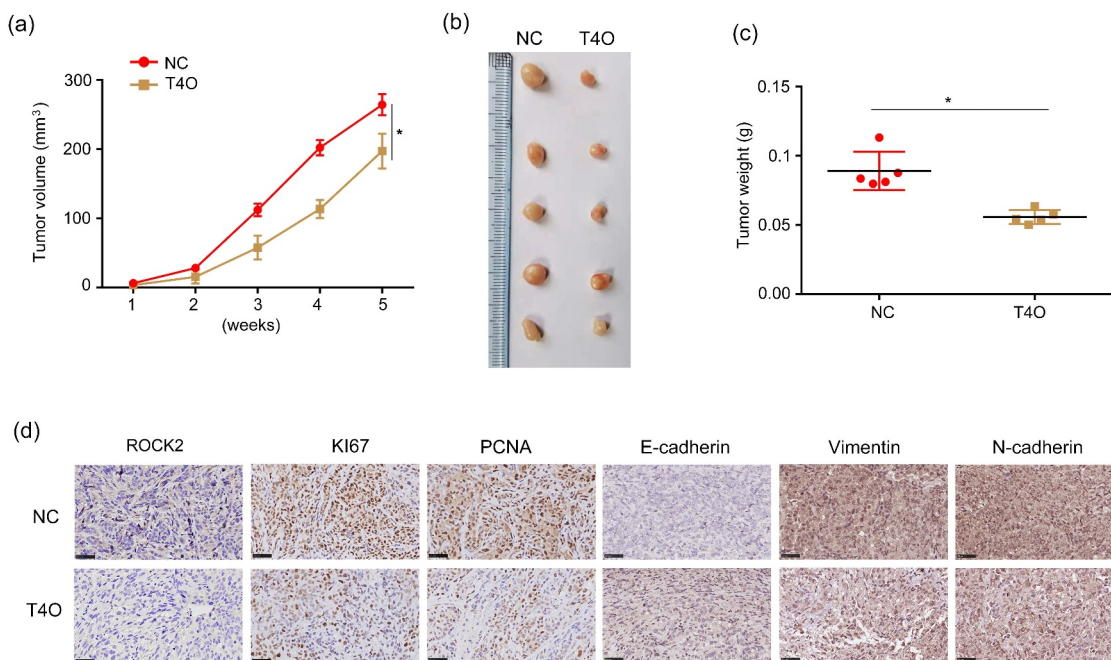 (a)
NC
T4O
Tumor volume (mm³)
300
200
100
0
*
1 2 3 4 5
(weeks)
(b)
NC T4O
(c)
Tumor weight (g)
0.15
0.1
0.05
0.00
*
NC T4O
(d)
ROCK2 KI67 PCNA E-cadherin Vimentin N-cadherin
NC
T4O